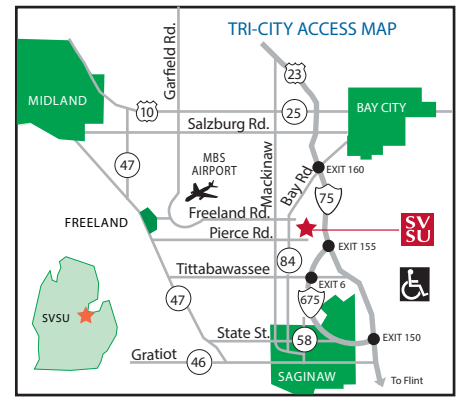 TRI-CITY ACCESS MAP
Garfield Rd.
23
MIDLAND
10
25
BAY CITY
Salzburg Rd.
47
MBS
AIRPORT
Mackinaw
Bay Rd
EXIT 160
75
FREELAND
Freeland Rd.
Pierce Rd.
SV
SU
EXIT 155
84
Tittabawassee
EXIT 6
47
675
SVSU
State St.
58
EXIT 150
Gratiot
46
SAGINAW
To Flint